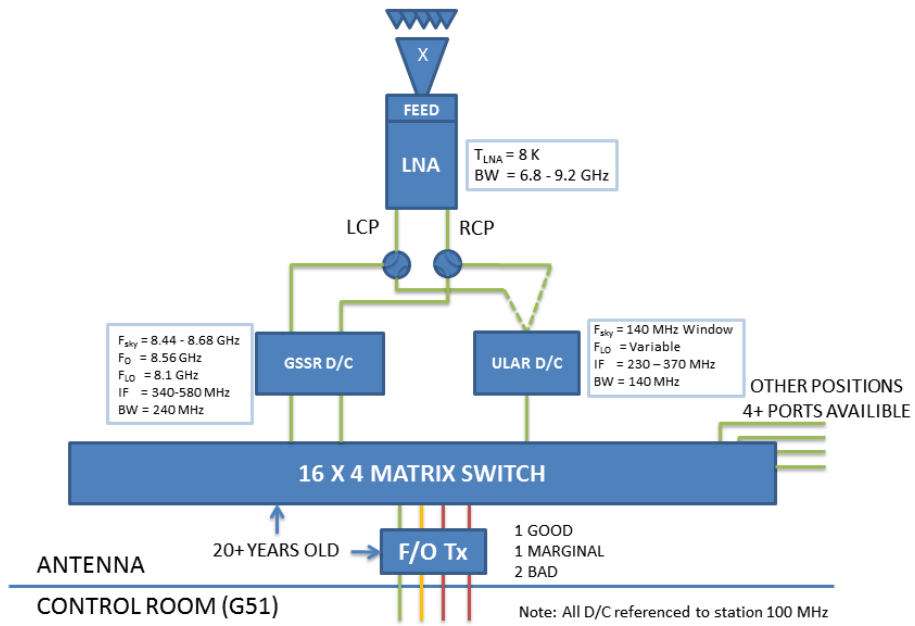 X
FEED
LNA
T_LNA = 8 K
BW = 6.8 - 9.2 GHz
LCP
RCP
F_sky = 8.44 - 8.68 GHz
F_O = 8.56 GHz
F_LO = 8.1 GHz
IF = 340-580 MHz
BW = 240 MHz
GSSR D/C
ULAR D/C
F_sky = 140 MHz Window
F_LO = Variable
IF = 230 – 370 MHz
BW = 140 MHz
OTHER POSITIONS
4+ PORTS AVAILIBLE
16 X 4 MATRIX SWITCH
20+ YEARS OLD
F/O Tx
1 GOOD
1 MARGINAL
2 BAD
ANTENNA
CONTROL ROOM (G51)
Note: All D/C referenced to station 100 MHz